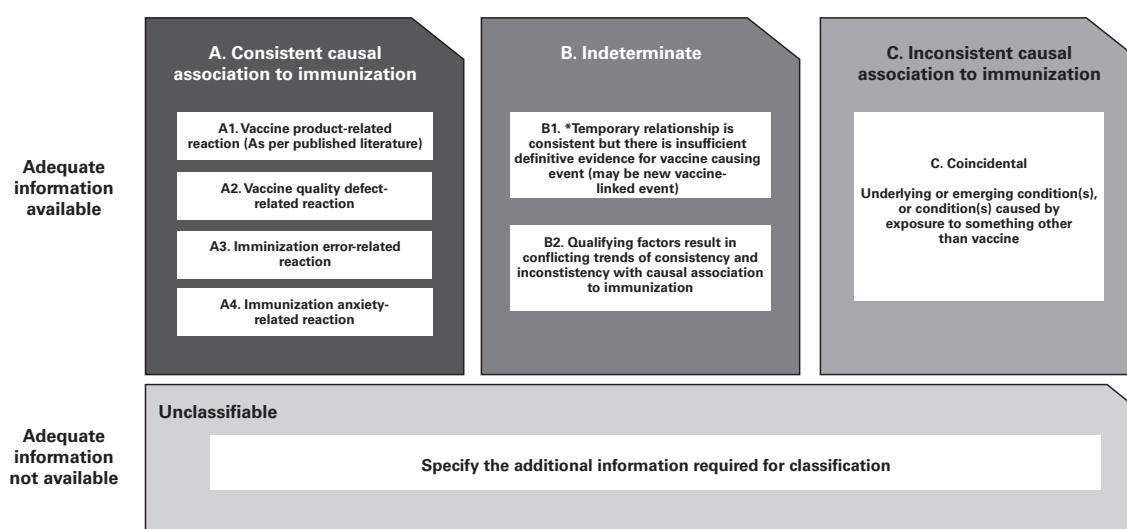 A. Consistent causal
association to immunization
B. Indeterminate
C. Inconsistent causal
association to immunization
Adequate
information
available
A1. Vaccine product-related
reaction (As per published literature)
A2. Vaccine quality defect-
related reaction
A3. Iminization error-related
reaction
A4. Immunization anxiety-
related reaction
B1. *Temporary relationship is
consistent but there is insufficient
definitive evidence for vaccine causing
event (may be new vaccine-
linked event)
B2. Qualifying factors result in
conflicting trends of consistency and
inconstistency with causal association
to immunization
C. Coincidental
Underlying or emerging condition(s),
or condition(s) caused by
exposure to something other
than vaccine
Adequate
information
not available
Unclassifiable
Specify the additional information required for classification